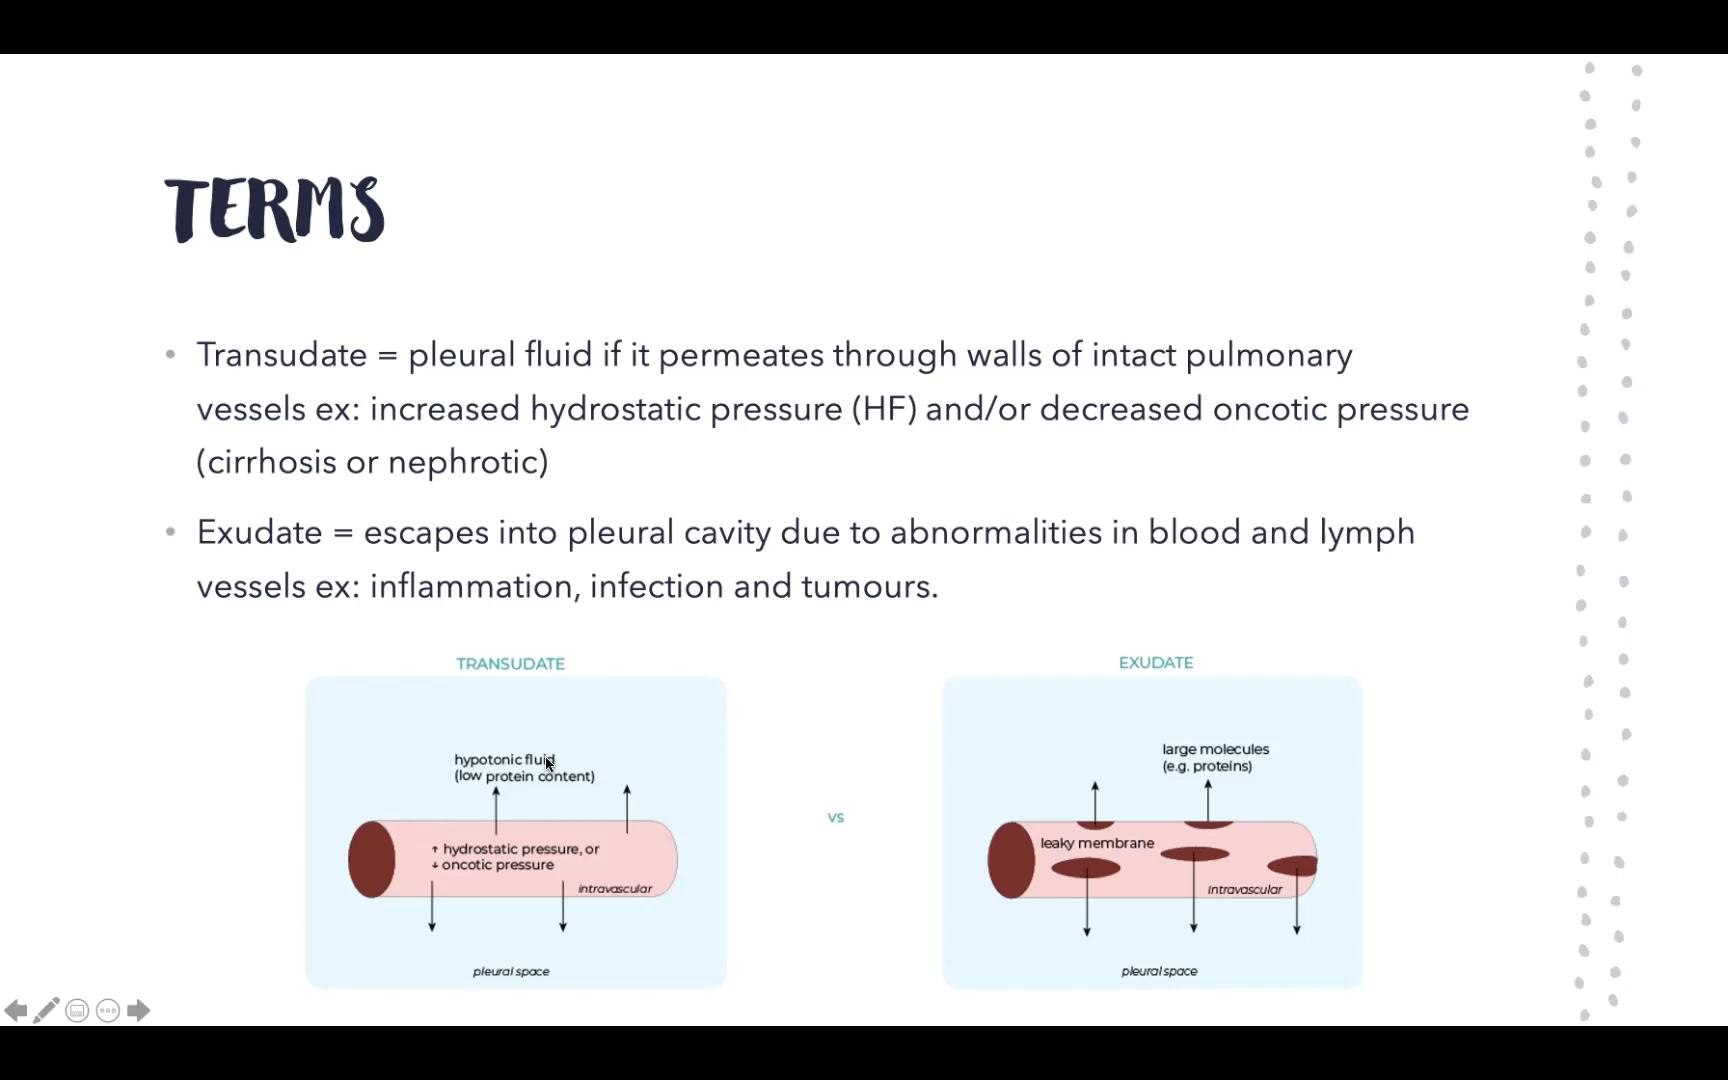 TERMS
• Transudate = pleural fluid if it permeates through walls of intact pulmonary
vessels ex: increased hydrostatic pressure (HF) and/or decreased oncotic pressure
(cirrhosis or nephrotic)
• Exudate = escapes into pleural cavity due to abnormalities in blood and lymph
vessels ex: inflammation, infection and tumours.
TRANSUDATE
hypotonic fluid
(low protein content)
↑ hydrostatic pressure, or
↓ oncotic pressure
intravascular
pleural space
vs
EXUDATE
large molecules
(e.g. proteins)
leaky membrane
intravascular
pleural space